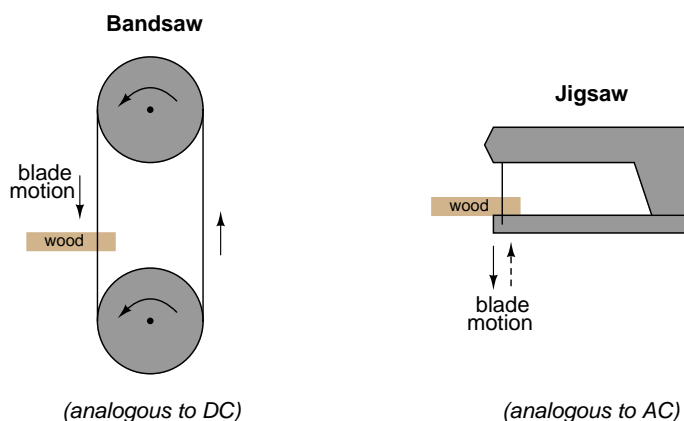 Bandsaw
blade
motion
wood
(analogous to DC)
Jigsaw
wood
blade
motion
(analogous to AC)